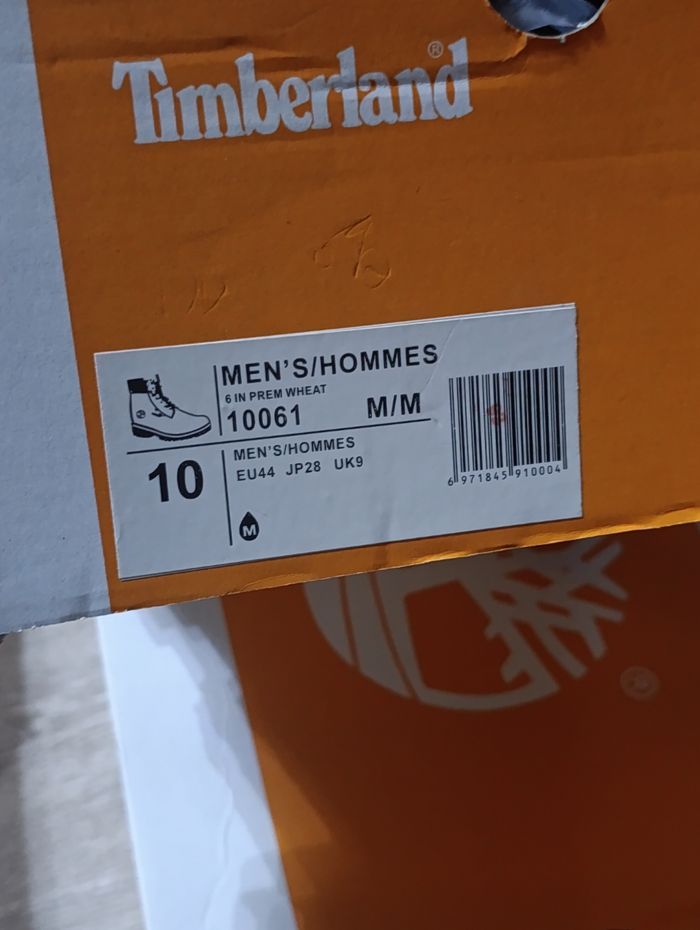 Timberland®
MEN'S/HOMMES
6 IN PREM WHEAT
10061 M/M
10
MEN'S/HOMMES
EU44 JP28 UK9
M
6 971845 910004
®